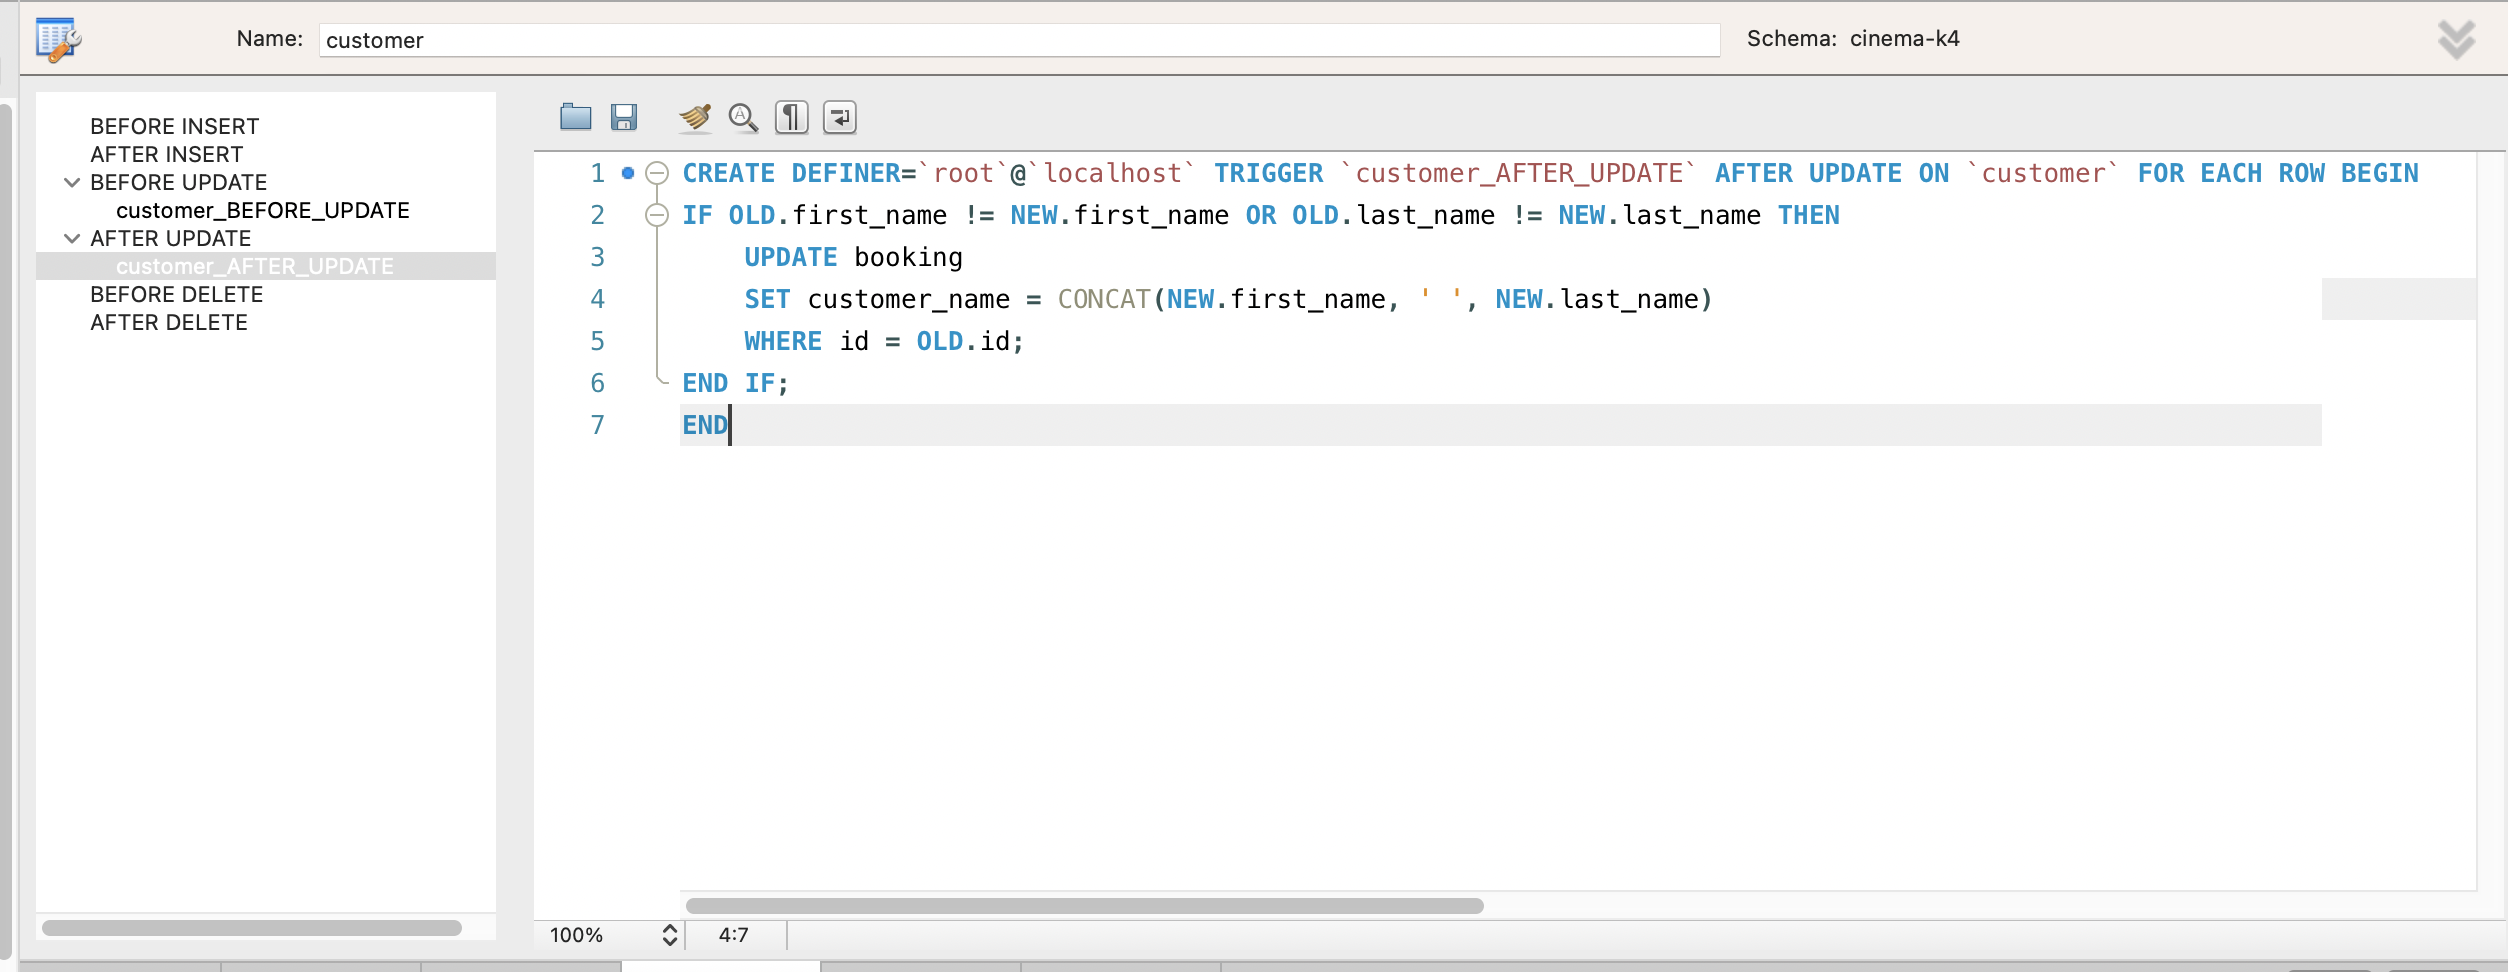 Name: customer Schema: cinema-k4
BEFORE INSERT
AFTER INSERT
BEFORE UPDATE
customer_BEFORE_UPDATE
AFTER UPDATE
customer_AFTER_UPDATE
BEFORE DELETE
AFTER DELETE
1 CREATE DEFINER=`root`@`localhost` TRIGGER `customer_AFTER_UPDATE` AFTER UPDATE ON `customer` FOR EACH ROW BEGIN
2 IF OLD.first_name != NEW.first_name OR OLD.last_name != NEW.last_name THEN
3     UPDATE booking
4     SET customer_name = CONCAT(NEW.first_name, ' ', NEW.last_name)
5     WHERE id = OLD.id;
6 END IF;
7 END
100% 4:7